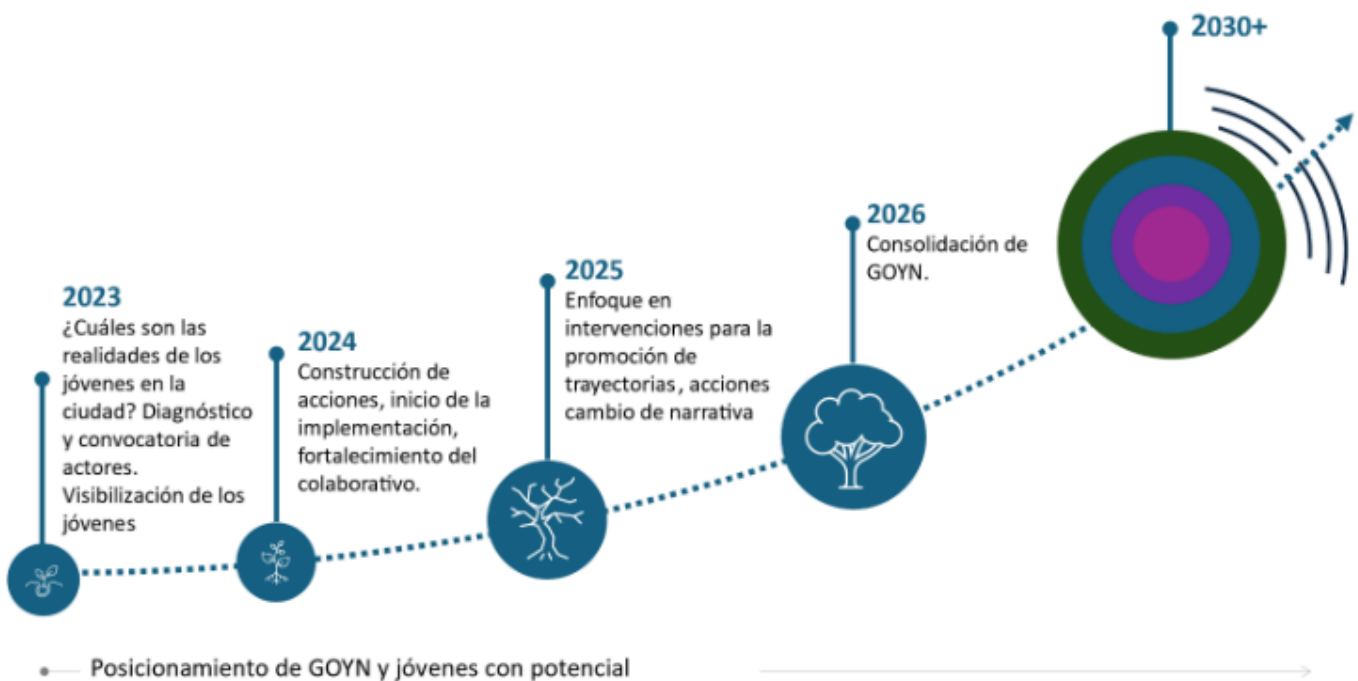 2023
¿Cuáles son las
realidades de los
jóvenes en la
ciudad? Diagnóstico
y convocatoria de
actores.
Visibilización de los
jóvenes
2024
Construcción de
acciones, inicio de la
implementación,
fortalecimiento del
colaborativo.
2025
Enfoque en
intervenciones para la
promoción de
trayectorias, acciones
cambio de narrativa
2026
Consolidación de
GOYN.
2030+
Posicionamiento de GOYN y jóvenes con potencial